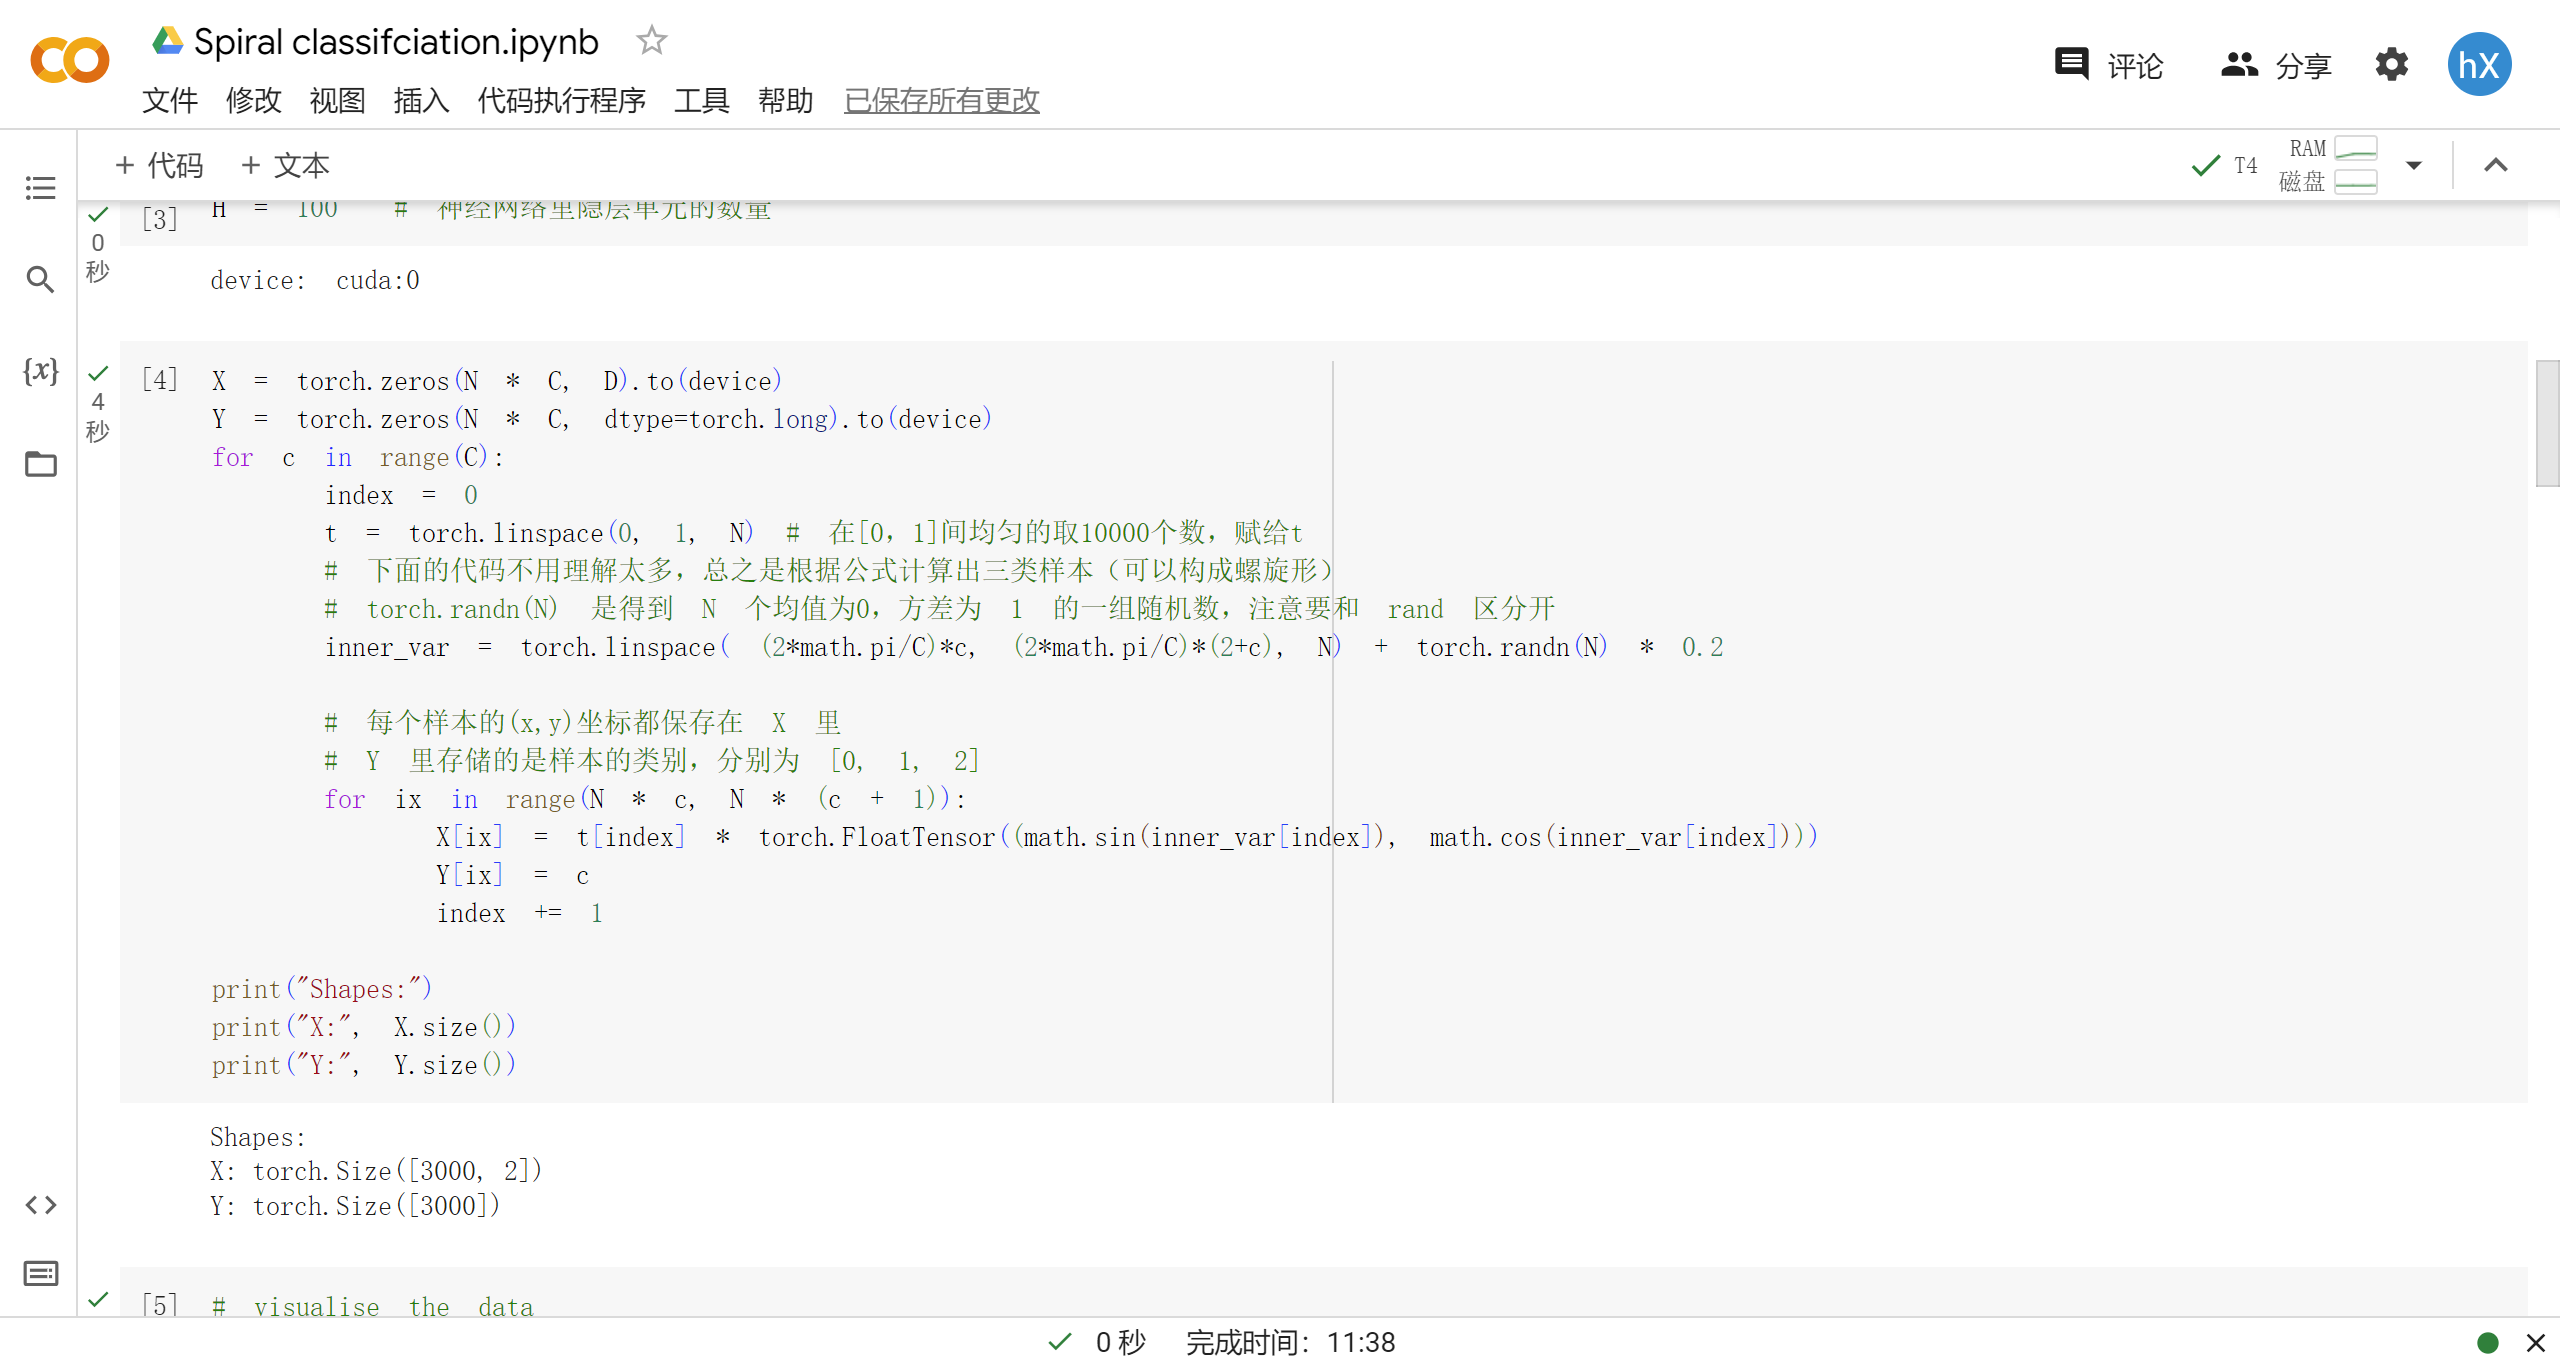 Spiral classifciation.ipynb
文件 修改 视图 插入 代码执行程序 工具 帮助 已保存所有更改
评论 分享 hX
+ 代码 + 文本
T4 RAM 磁盘
[3] H = 100 # 神经网络里隐层单元的数量
0 秒
device: cuda:0
4 秒
[4] X = torch.zeros(N * C, D).to(device)
Y = torch.zeros(N * C, dtype=torch.long).to(device)
for c in range(C):
index = 0
t = torch.linspace(0, 1, N) # 在[0，1]间均匀的取10000个数，赋给t
# 下面的代码不用理解太多，总之是根据公式计算出三类样本（可以构成螺旋形）
# torch.randn(N) 是得到 N 个均值为0，方差为 1 的一组随机数，注意要和 rand 区分开
inner_var = torch.linspace( (2*math.pi/C)*c, (2*math.pi/C)*(2+c), N) + torch.randn(N) * 0.2
# 每个样本的(x,y)坐标都保存在 X 里
# Y 里存储的是样本的类别，分别为 [0, 1, 2]
for ix in range(N * c, N * (c + 1)):
X[ix] = t[index] * torch.FloatTensor((math.sin(inner_var[index]), math.cos(inner_var[index])))
Y[ix] = c
index += 1
print("Shapes:")
print("X:", X.size())
print("Y:", Y.size())
Shapes:
X: torch.Size([3000, 2])
Y: torch.Size([3000])
[5] # visualise the data
0 秒 完成时间：11:38